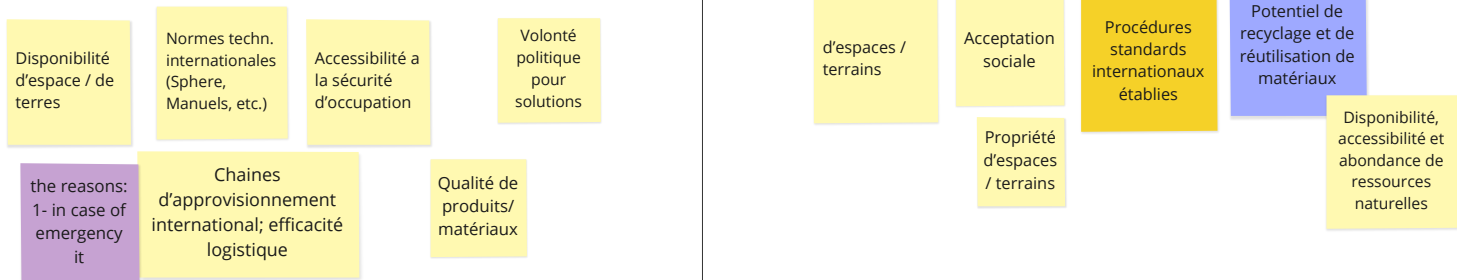 Disponibilité
d’espace / de
terres
Normes techn.
internationales
(Sphere,
Manuels, etc.)
Accessibilité a
la sécurité
d’occupation
Volonté
politique
pour
solutions
the reasons:
1- in case of
emergency
it
Chaines
d’approvisionnement
international; efficacité
logistique
Qualité de
produits/
matériaux
d’espaces /
terrains
Acceptation
sociale
Procédures
standards
internationaux
établies
Potentiel de
recyclage et de
réutilisation de
matériaux
Propriété
d’espaces
/ terrains
Disponibilité,
accessibilité et
abondance de
ressources
naturelles